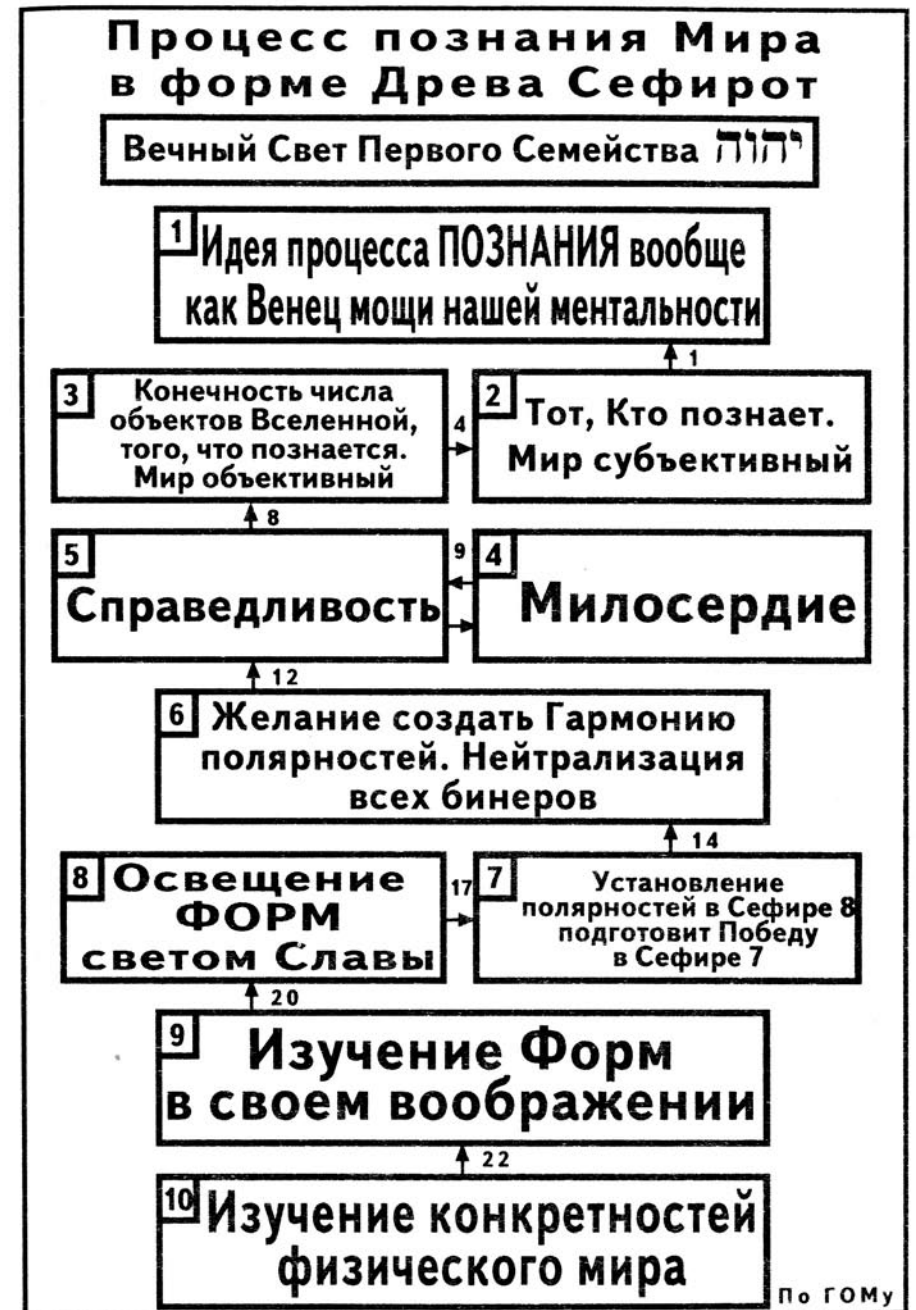 Процесс познания Мира
в форме Древа Сефирот
Вечный Свет Первого Семейства יהוה
1
Идея процесса ПОЗНАНИЯ вообще
как Венец мощи нашей ментальности
1
3
Конечность числа
объектов Вселенной,
того, что познается.
Мир объективный
4
2
Тот, Кто познает.
Мир субъективный
8
5
Справедливость
9
4
Милосердие
12
6
Желание создать Гармонию
полярностей. Нейтрализация
всех бинеров
14
8
Освещение
ФОРМ
светом Славы
17
7
Установление
полярностей в Сефире 8
подготовит Победу
в Сефире 7
20
9
Изучение Форм
в своем воображении
22
10
Изучение конкретностей
физического мира
По ГОМу